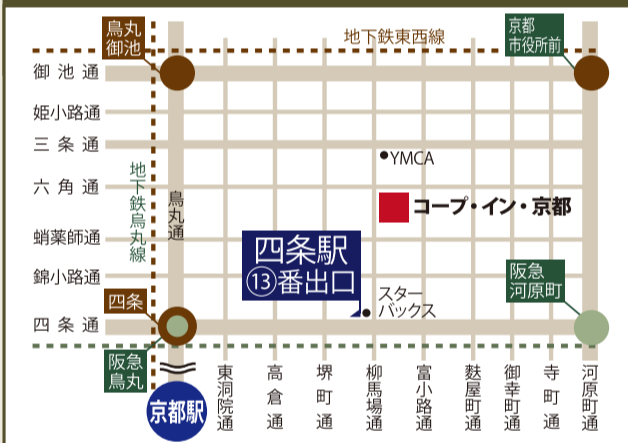 烏丸
御池
地下鉄東西線
京都
市役所前
御池通
姫小路通
三条通
YMCA
六角通
地下鉄烏丸線
烏丸通
コープ・イン・京都
蛸薬師通
四条駅
⑬番出口
錦小路通
スター
バックス
阪急
河原町
四条
四条通
阪急
烏丸
京都駅
東洞院通
高倉通
堺町通
柳馬場通
富小路通
麩屋町通
御幸町通
寺町通
河原町通